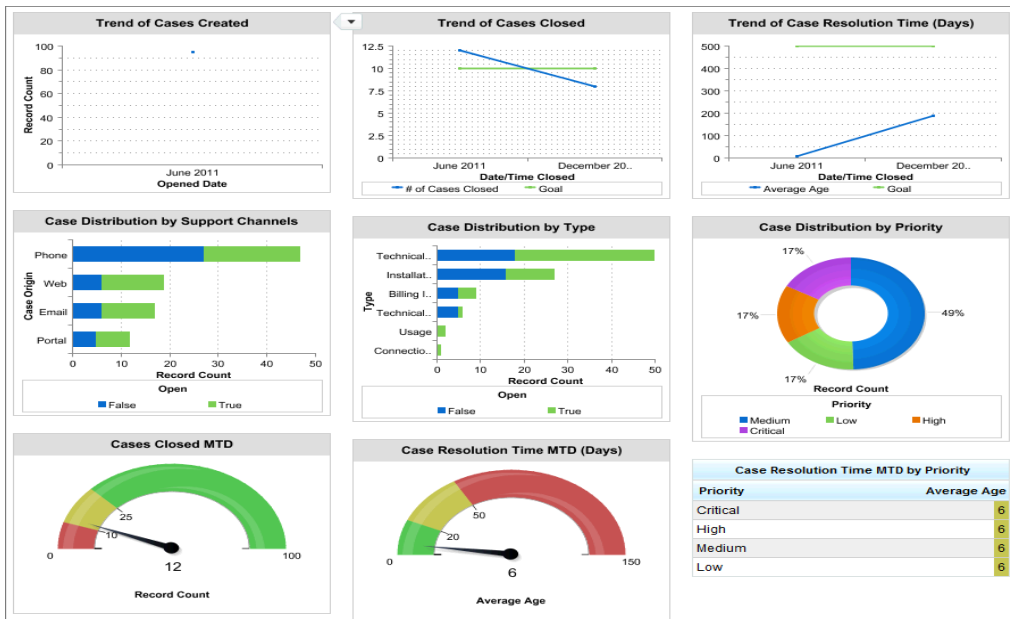 Trend of Cases Created
100
80
60
40
20
0
Record Count
June 2011
Opened Date
Trend of Cases Closed
12.5
10
7.5
5
2.5
0
June 2011
December 20..
Date/Time Closed
# of Cases Closed
Goal
Trend of Case Resolution Time (Days)
500
400
300
200
100
0
June 2011
December 20..
Date/Time Closed
Average Age
Goal
Case Distribution by Support Channels
Case Origin
Phone
Web
Email
Portal
0 10 20 30 40 50
Record Count
Open
False
True
Case Distribution by Type
Type
Technical..
Installat..
Billing I..
Technical..
Usage
Connectio..
0 10 20 30 40 50
Record Count
Open
False
True
Case Distribution by Priority
17%
17%
49%
17%
Record Count
Priority
Medium Low High
Critical
Cases Closed MTD
0
10
25
100
12
Record Count
Case Resolution Time MTD (Days)
0
20
50
150
6
Average Age
Case Resolution Time MTD by Priority
Priority Average Age
Critical 6
High 6
Medium 6
Low 6